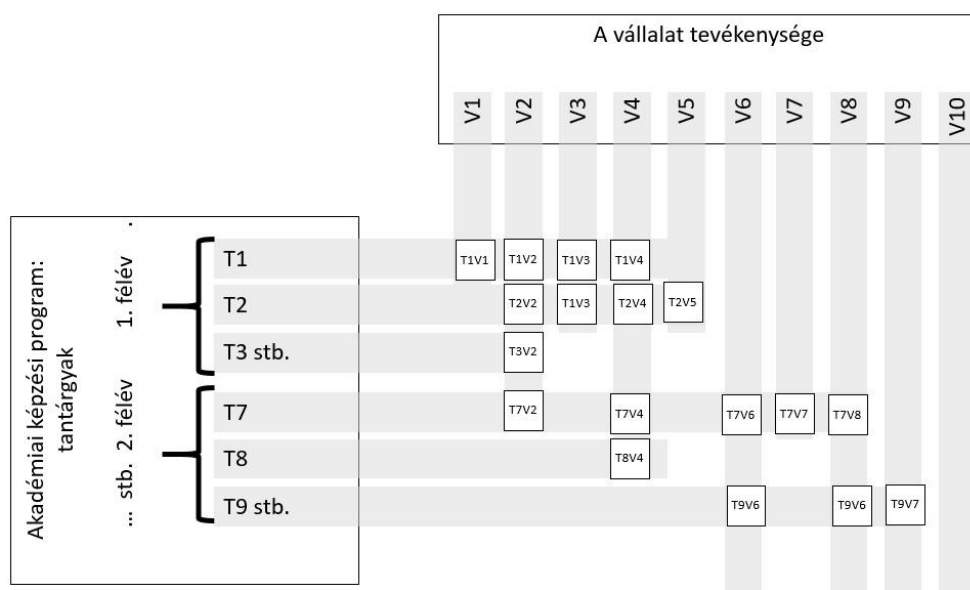 A vállalat tevékenysége
V1 V2 V3 V4 V5 V6 V7 V8 V9 V10
Akadémiai képzési program:
tantárgyak
1. félév .
... stb. 2. félév
T1 T1V1 T1V2 T1V3 T1V4
T2 T2V2 T1V3 T2V4 T2V5
T3 stb. T3V2
T7 T7V2 T7V4 T7V6 T7V7 T7V8
T8 T8V4
T9 stb. T9V6 T9V6 T9V7